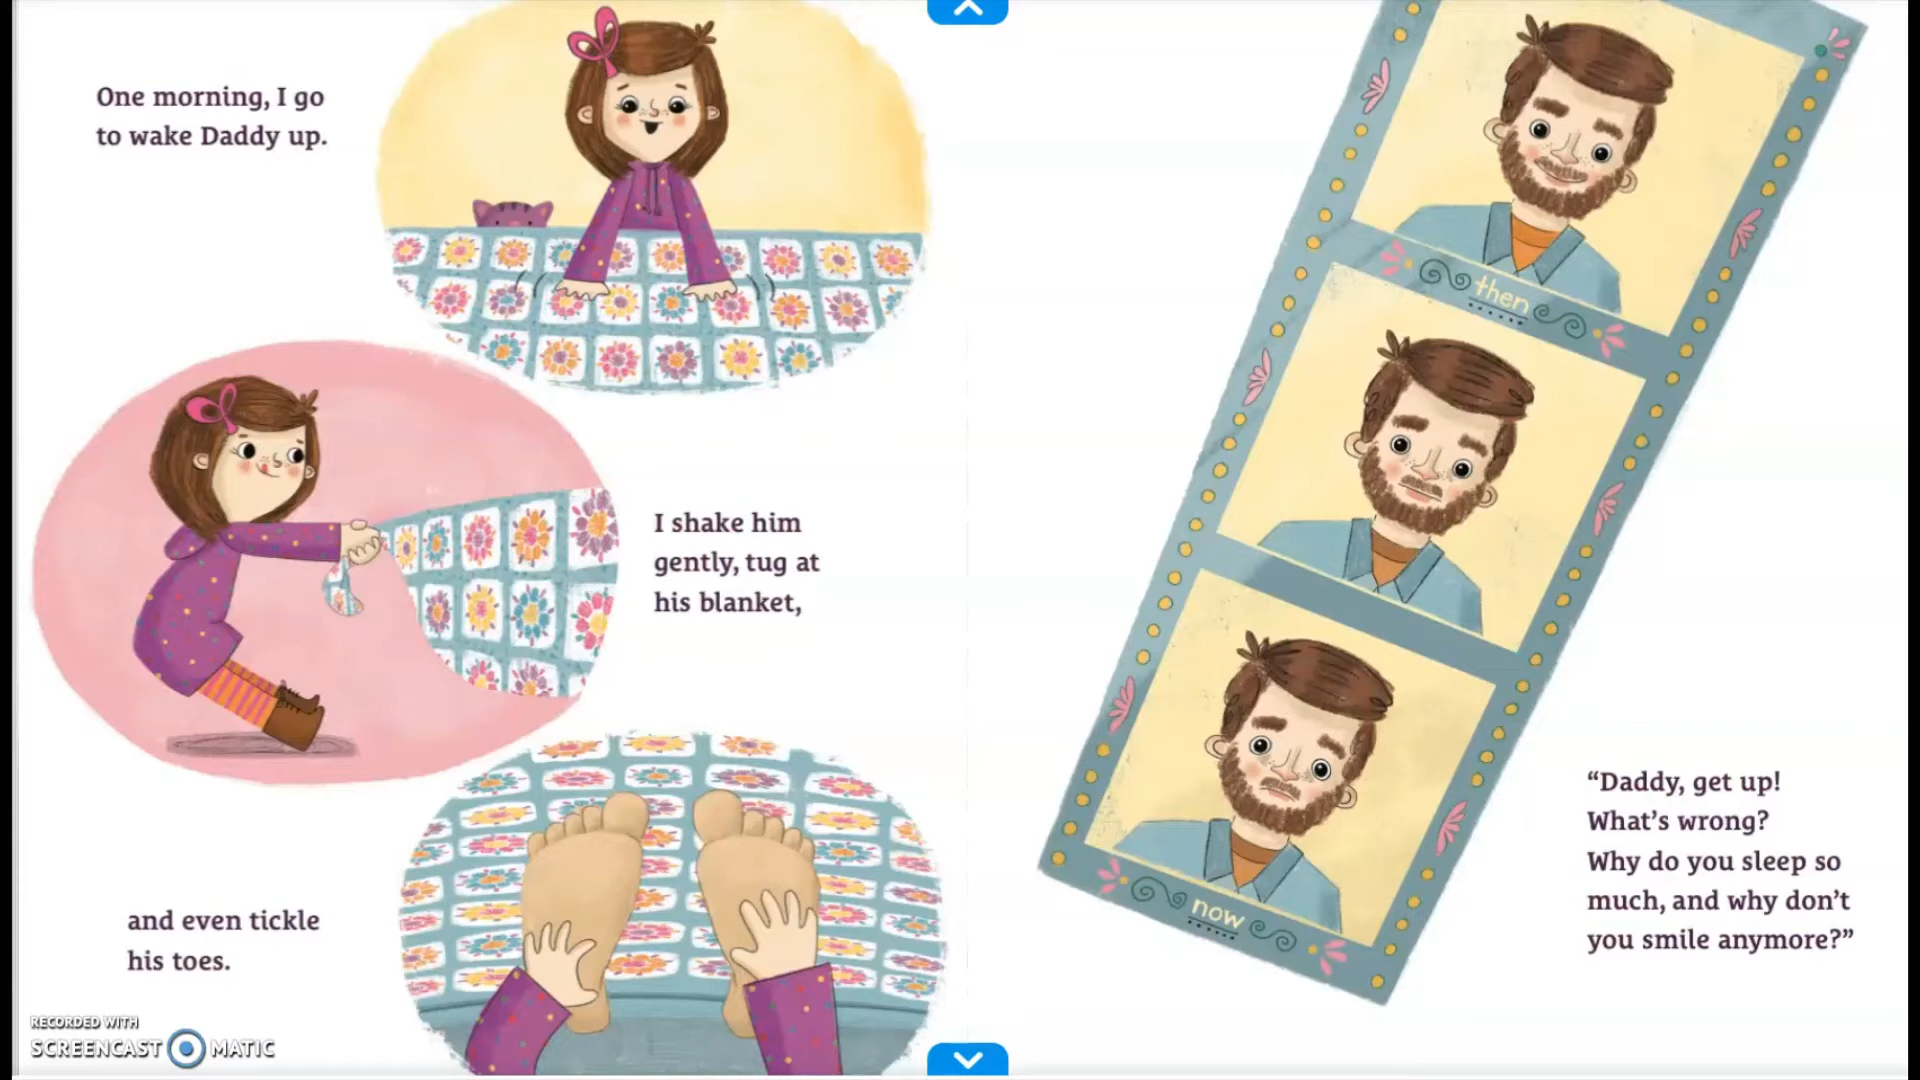 One morning, I go
to wake Daddy up.
I shake him
gently, tug at
his blanket,
and even tickle
his toes.
then
now
“Daddy, get up!
What’s wrong?
Why do you sleep so
much, and why don’t
you smile anymore?”
RECORDED WITH
SCREENCAST MATIC